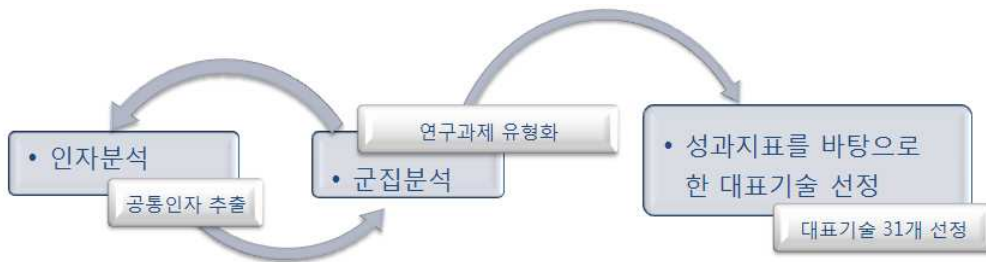 • 인자분석
공통인자 추출
연구과제 유형화
• 군집분석
• 성과지표를 바탕으로
한 대표기술 선정
대표기술 31개 선정